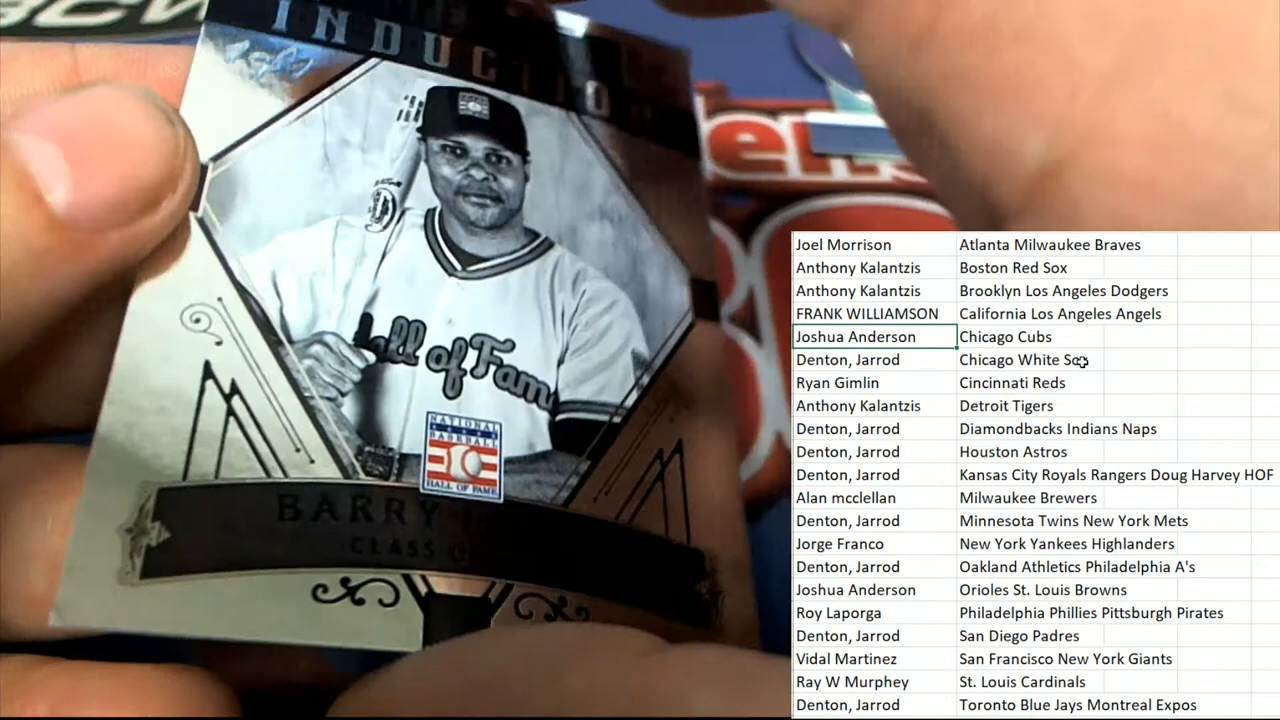 BCW
INDUCTION
Hall of Fame
NATIONAL
BASEBALL
HALL OF FAME
BARRY
CLASS
Joel Morrison Atlanta Milwaukee Braves
Anthony Kalantzis Boston Red Sox
Anthony Kalantzis Brooklyn Los Angeles Dodgers
FRANK WILLIAMSON California Los Angeles Angels
Joshua Anderson Chicago Cubs
Denton, Jarrod Chicago White Sox
Ryan Gimlin Cincinnati Reds
Anthony Kalantzis Detroit Tigers
Denton, Jarrod Diamondbacks Indians Naps
Denton, Jarrod Houston Astros
Denton, Jarrod Kansas City Royals Rangers Doug Harvey HOF
Alan mcclellan Milwaukee Brewers
Denton, Jarrod Minnesota Twins New York Mets
Jorge Franco New York Yankees Highlanders
Denton, Jarrod Oakland Athletics Philadelphia A's
Joshua Anderson Orioles St. Louis Browns
Roy Laporga Philadelphia Phillies Pittsburgh Pirates
Denton, Jarrod San Diego Padres
Vidal Martinez San Francisco New York Giants
Ray W Murphey St. Louis Cardinals
Denton, Jarrod Toronto Blue Jays Montreal Expos